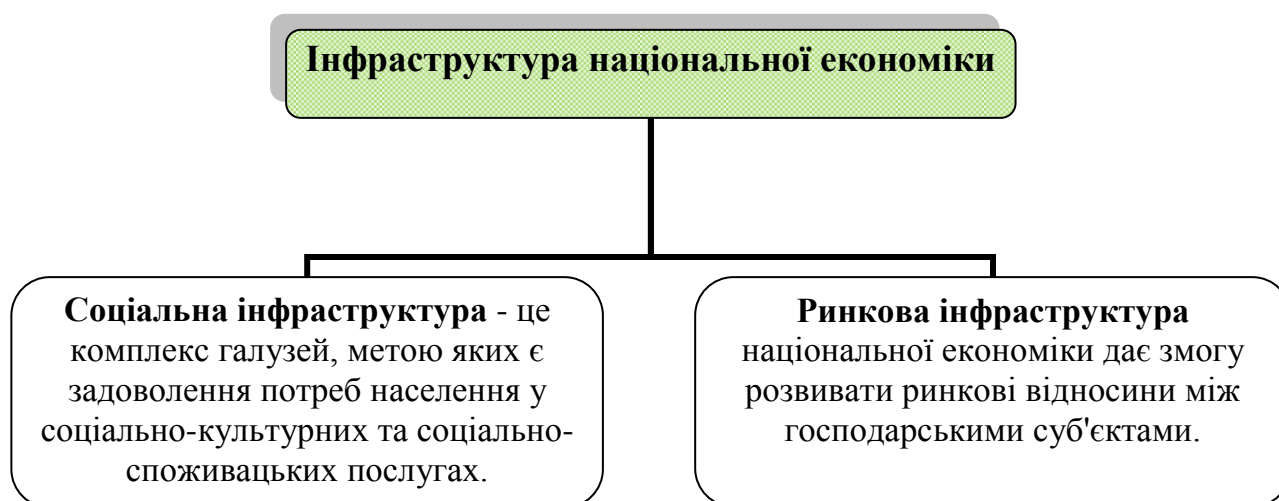 Інфраструктура національної економіки
Соціальна інфраструктура - це
комплекс галузей, метою яких є
задоволення потреб населення у
соціально-культурних та соціально-
споживацьких послугах.
Ринкова інфраструктура
національної економіки дає змогу
розвивати ринкові відносини між
господарськими суб'єктами.